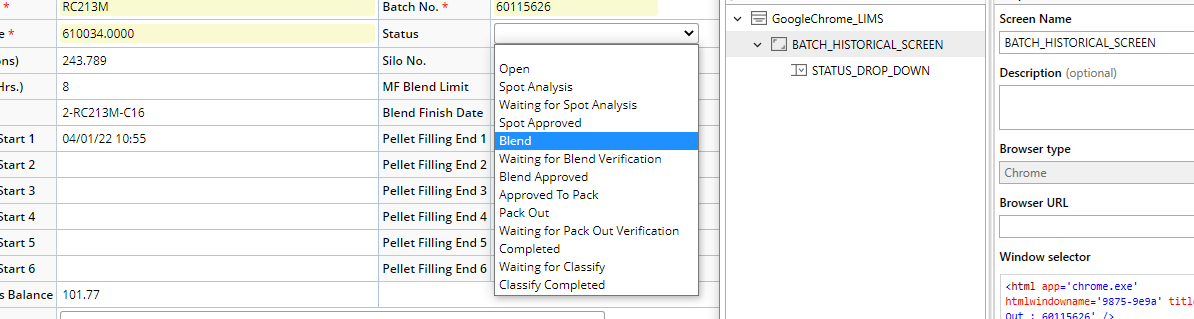 * RC213M Batch No. * 60115626
e * 610034.0000 Status
ons) 243.789 Silo No.
Hrs.) 8 MF Blend Limit
2-RC213M-C16 Blend Finish Date
Start 1 04/01/22 10:55 Pellet Filling End 1
Start 2 Pellet Filling End 2
Start 3 Pellet Filling End 3
Start 4 Pellet Filling End 4
Start 5 Pellet Filling End 5
Start 6 Pellet Filling End 6
s Balance 101.77
Open
Spot Analysis
Waiting for Spot Analysis
Spot Approved
Blend
Waiting for Blend Verification
Blend Approved
Approved To Pack
Pack Out
Waiting for Pack Out Verification
Completed
Waiting for Classify
Classify Completed
GoogleChrome_LIMS
BATCH_HISTORICAL_SCREEN
STATUS_DROP_DOWN
Screen Name
BATCH_HISTORICAL_SCREEN
Description (optional)
Browser type
Chrome
Browser URL
Window selector
<html app='chrome.exe'
htmlwindowname='9875-9e9a' title
Out : 60115626' />